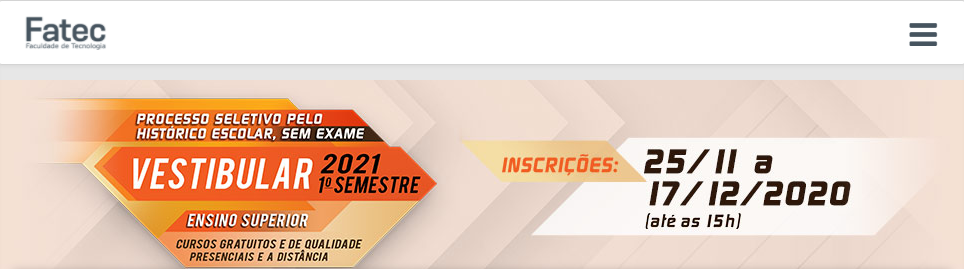 Fatec
Faculdade de Tecnologia
PROCESSO SELETIVO PELO
HISTÓRICO ESCOLAR, SEM EXAME
VESTIBULAR 2021
1º SEMESTRE
ENSINO SUPERIOR
CURSOS GRATUITOS E DE QUALIDADE
PRESENCIAIS E A DISTÂNCIA
INSCRIÇÕES:
25/11 a
17/12/2020
(até as 15h)